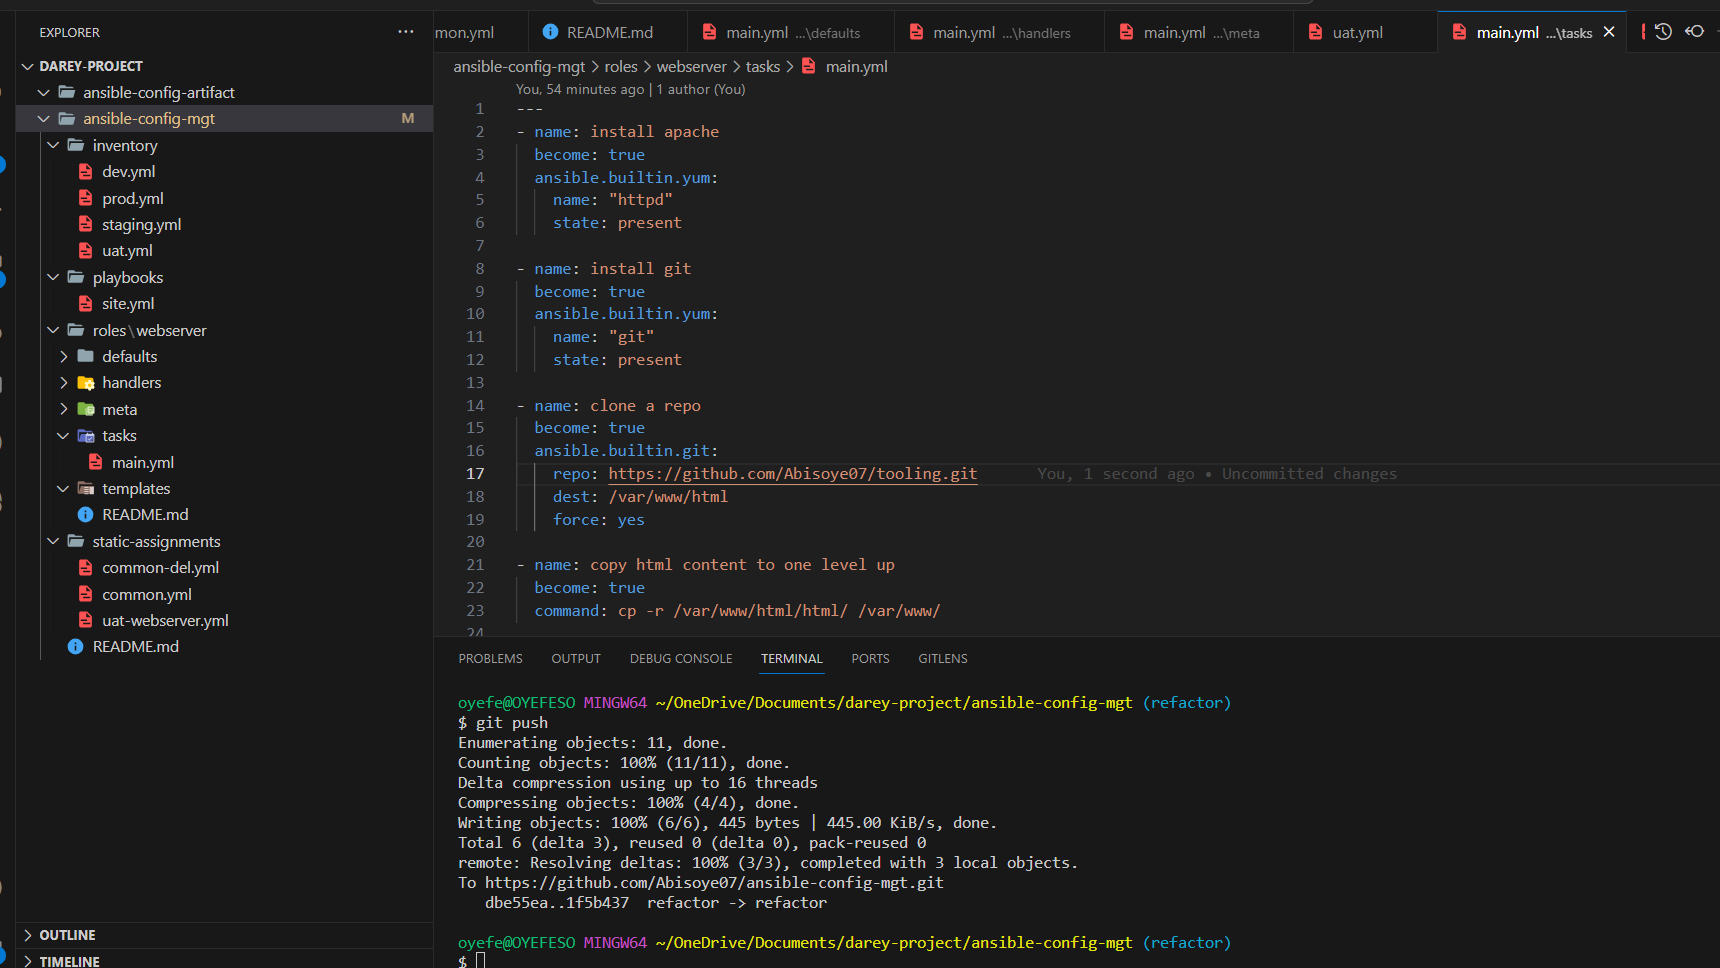 EXPLORER
DAREY-PROJECT
ansible-config-artifact
ansible-config-mgt M
inventory
dev.yml
prod.yml
staging.yml
uat.yml
playbooks
site.yml
roles\webserver
defaults
handlers
meta
tasks
main.yml
templates
README.md
static-assignments
common-del.yml
common.yml
uat-webserver.yml
README.md
OUTLINE
TIMELINE
mon.yml README.md main.yml ...\defaults main.yml ...\handlers main.yml ...\meta uat.yml main.yml ...\tasks
ansible-config-mgt > roles > webserver > tasks > main.yml
You, 54 minutes ago | 1 author (You)
1 ---
2 - name: install apache
3 become: true
4 ansible.builtin.yum:
5 name: "httpd"
6 state: present
7
8 - name: install git
9 become: true
10 ansible.builtin.yum:
11 name: "git"
12 state: present
13
14 - name: clone a repo
15 become: true
16 ansible.builtin.git:
17 repo: https://github.com/Abisoye07/tooling.git You, 1 second ago • Uncommitted changes
18 dest: /var/www/html
19 force: yes
20
21 - name: copy html content to one level up
22 become: true
23 command: cp -r /var/www/html/html/ /var/www/
24
PROBLEMS OUTPUT DEBUG CONSOLE TERMINAL PORTS GITLENS
oyefe@OYEFESO MINGW64 ~/OneDrive/Documents/darey-project/ansible-config-mgt (refactor)
$ git push
Enumerating objects: 11, done.
Counting objects: 100% (11/11), done.
Delta compression using up to 16 threads
Compressing objects: 100% (4/4), done.
Writing objects: 100% (6/6), 445 bytes | 445.00 KiB/s, done.
Total 6 (delta 3), reused 0 (delta 0), pack-reused 0
remote: Resolving deltas: 100% (3/3), completed with 3 local objects.
To https://github.com/Abisoye07/ansible-config-mgt.git
dbe55ea..1f5b437 refactor -> refactor
oyefe@OYEFESO MINGW64 ~/OneDrive/Documents/darey-project/ansible-config-mgt (refactor)
$